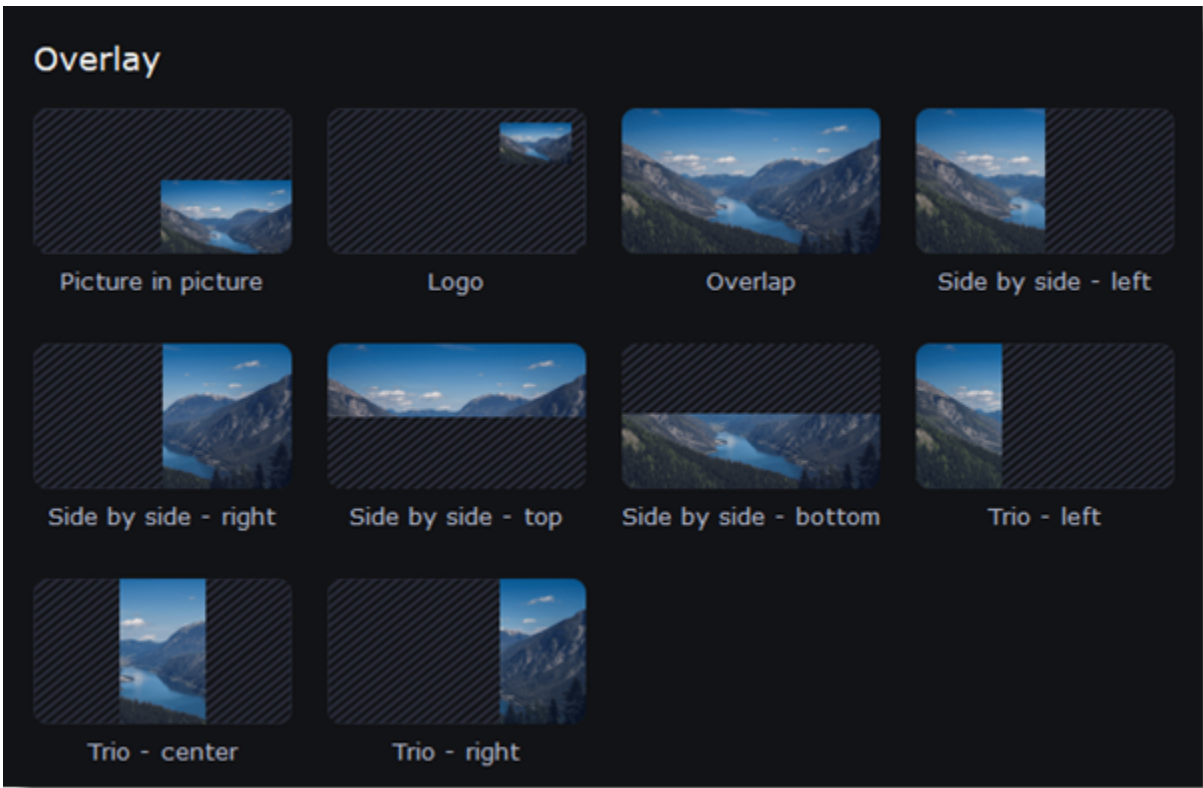 Overlay
Picture in picture
Logo
Overlap
Side by side - left
Side by side - right
Side by side - top
Side by side - bottom
Trio - left
Trio - center
Trio - right